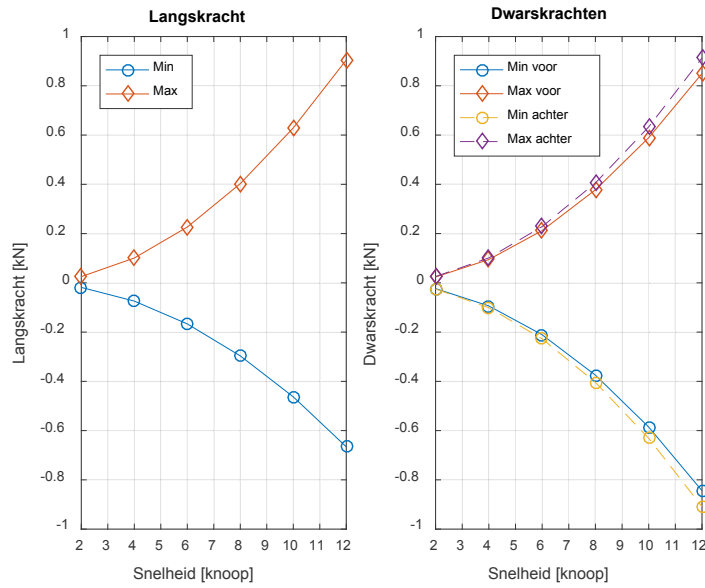 Langskracht
Langskracht [kN]
1
0.8
0.6
0.4
0.2
0
-0.2
-0.4
-0.6
-0.8
-1
Min
Max
2 3 4 5 6 7 8 9 10 11 12
Snelheid [knoop]
Dwarskrachten
Dwarskracht [kN]
1
0.8
0.6
0.4
0.2
0
-0.2
-0.4
-0.6
-0.8
-1
Min voor
Max voor
Min achter
Max achter
2 3 4 5 6 7 8 9 10 11 12
Snelheid [knoop]